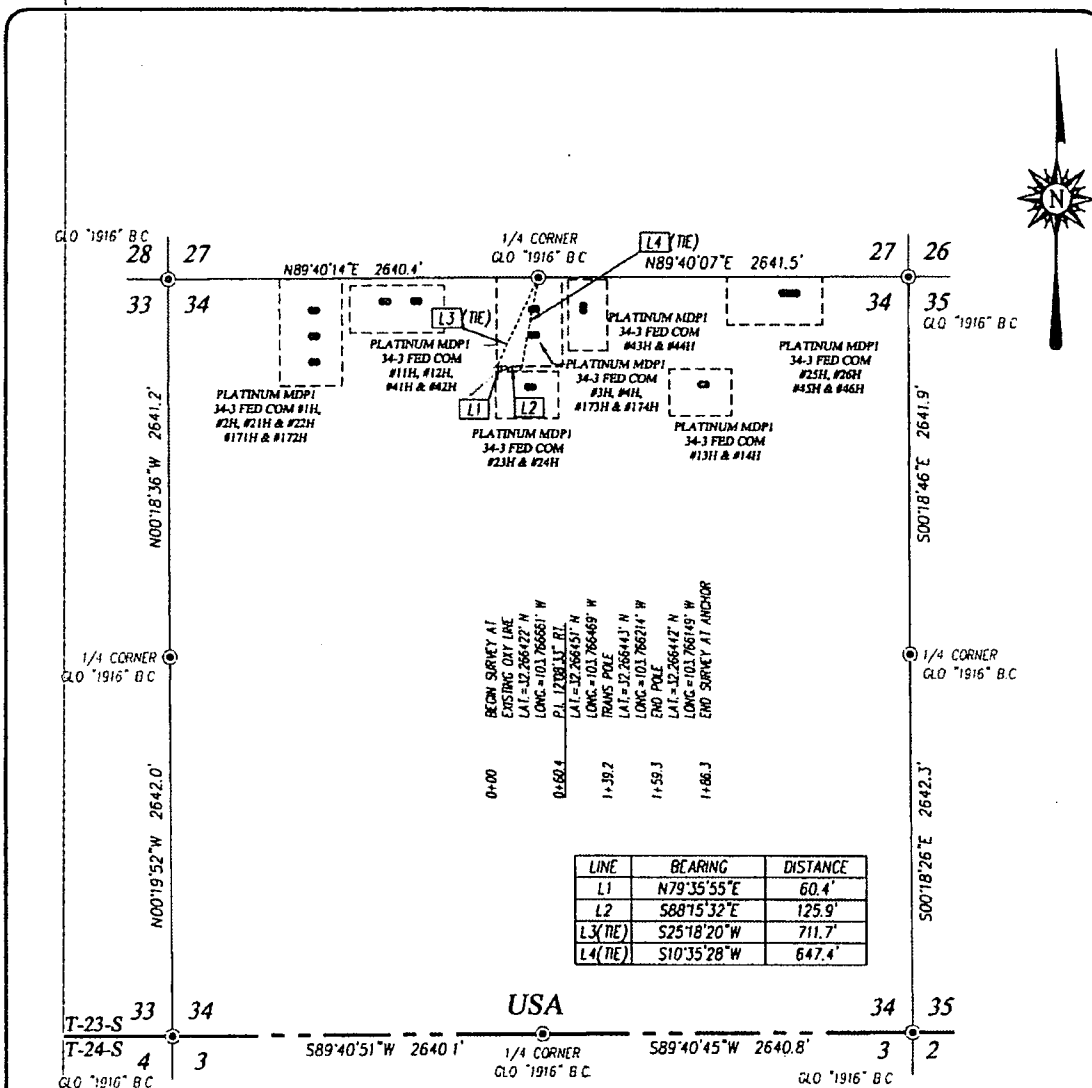 GLO "1916" B C
28 27
33 34
N89°40'14"E 2640.4'
1/4 CORNER
GLO "1916" B C
L4 (TIE)
N89°40'07"E 2641.5'
27 26
34 35
GLO "1916" B C
N
L3 (TIE)
PLATINUM MDP1
34-3 FED COM #1H,
#2H, #21H & #22H
#171H & #172H
PLATINUM MDP1
34-3 FED COM
#11H, #12H,
#41H & #42H
PLATINUM MDP1
34-3 FED COM
#43H & #44H
PLATINUM MDP1
34-3 FED COM
#3H, #4H,
#173H & #174H
PLATINUM MDP1
34-3 FED COM
#25H, #26H
#45H & #46H
L1
L2
PLATINUM MDP1
34-3 FED COM
#23H & #24H
PLATINUM MDP1
34-3 FED COM
#13H & #14H
N00°18'36"W 2641.2'
S00°18'46"E 2641.9'
1/4 CORNER
GLO "1916" B C
1/4 CORNER
GLO "1916" B C
0+00 BEGIN SURVEY AT
EXISTING OXY LINE
LAT.=32.266422° N
LONG.=103.766661° W
0+60.4 P.I. 12°08'33" RT.
LAT.=32.266451° N
LONG.=103.766469° W
1+39.2 TRANS POLE
LAT.=32.266443° N
LONG.=103.766214° W
1+59.3 END POLE
LAT.=32.266442° N
LONG.=103.766149° W
1+86.3 END SURVEY AT ANCHOR
N00°19'52"W 2642.0'
S00°18'26"E 2642.3'
LINE BEARING DISTANCE
L1 N79°35'55"E 60.4'
L2 S88°15'32"E 125.9'
L3(TIE) S25°18'20"W 711.7'
L4(TIE) S10°35'28"W 647.4'
USA
T-23-S 33 34
T-24-S 4 3
GLO "1916" B C
S89°40'51"W 2640.1'
1/4 CORNER
GLO "1916" B C
S89°40'45"W 2640.8'
34 35
3 2
GLO "1916" B C